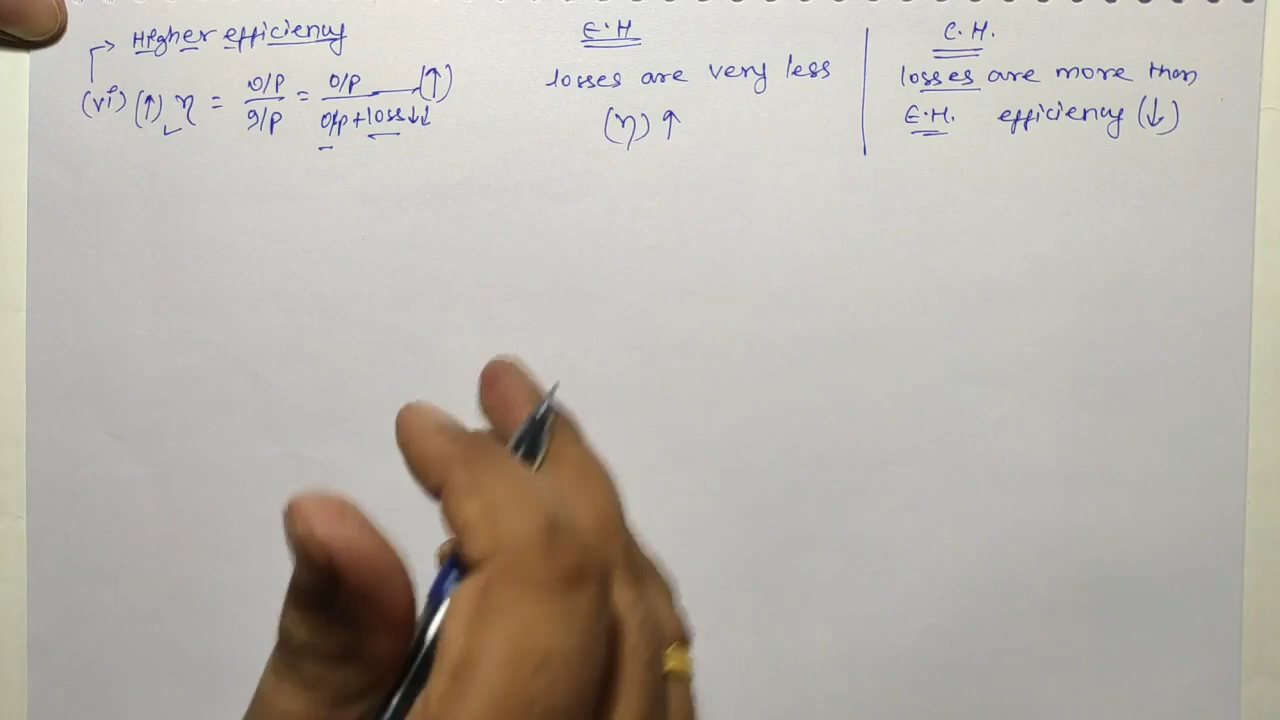 Higher efficiency
(vi) (↑) η = O/P / I/P = O/P / O/P + loss↓↓ (↑)
E.H
losses are very less
(η) ↑
C.H.
losses are more than
E.H. efficiency (↓)